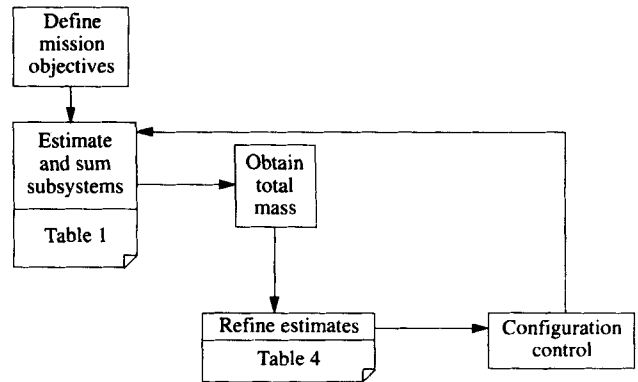 Define
mission
objectives
Estimate
and sum
subsystems
Table 1
Obtain
total
mass
Refine estimates
Table 4
Configuration
control